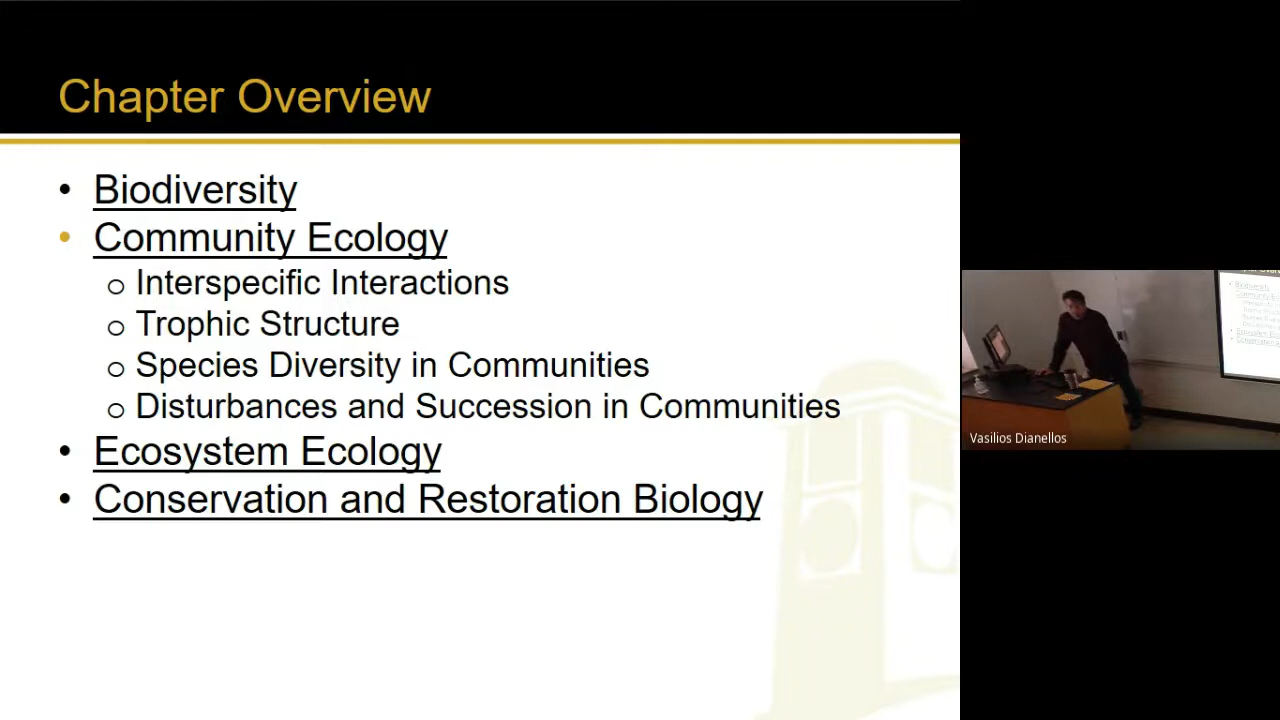 Chapter Overview
• Biodiversity
• Community Ecology
o Interspecific Interactions
o Trophic Structure
o Species Diversity in Communities
o Disturbances and Succession in Communities
• Ecosystem Ecology
• Conservation and Restoration Biology
Vasilios Dianellos